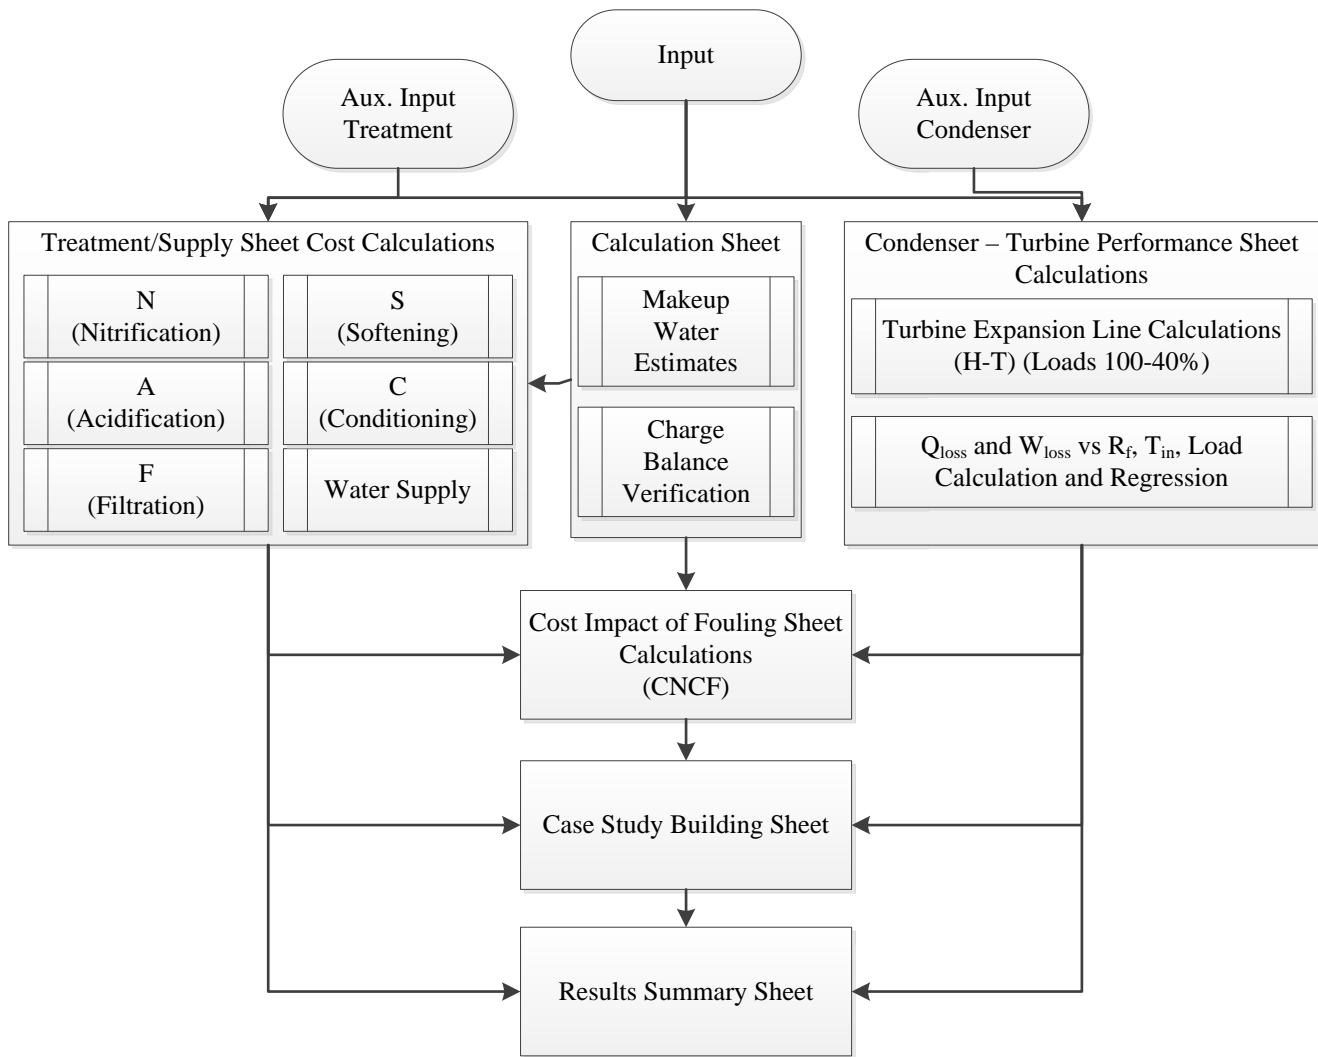 Input
Aux. Input
Treatment
Aux. Input
Condenser
Treatment/Supply Sheet Cost Calculations
N
(Nitrification)
S
(Softening)
A
(Acidification)
C
(Conditioning)
F
(Filtration)
Water Supply
Calculation Sheet
Makeup
Water
Estimates
Charge
Balance
Verification
Condenser – Turbine Performance Sheet
Calculations
Turbine Expansion Line Calculations
(H-T) (Loads 100-40%)
Qloss and Wloss vs Rf, Tin, Load
Calculation and Regression
Cost Impact of Fouling Sheet
Calculations
(CNCF)
Case Study Building Sheet
Results Summary Sheet